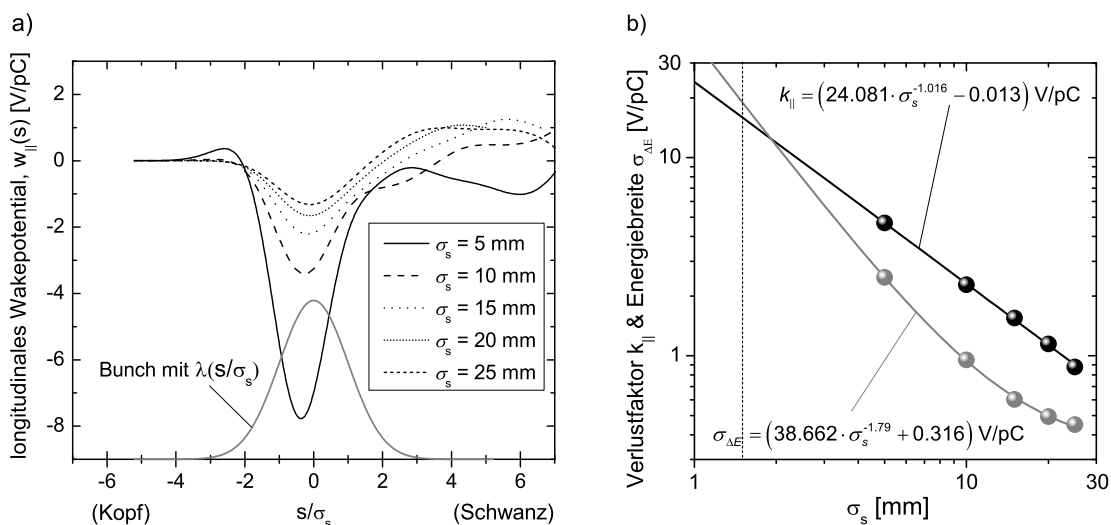 a)
longitudinales Wakepotential, w||(s) [V/pC]
2
0
-2
-4
-6
-8
-6 -4 -2 0 2 4 6
(Kopf) s/σs (Schwanz)
σs = 5 mm
σs = 10 mm
σs = 15 mm
σs = 20 mm
σs = 25 mm
Bunch mit λ(s/σs)
b)
Verlustfaktor k|| & Energiebreite σΔE [V/pC]
30
10
1
k|| = (24.081·σs^-1.016 −0.013) V/pC
σΔE = (38.662·σs^-1.79 +0.316) V/pC
1 10 30
σs [mm]